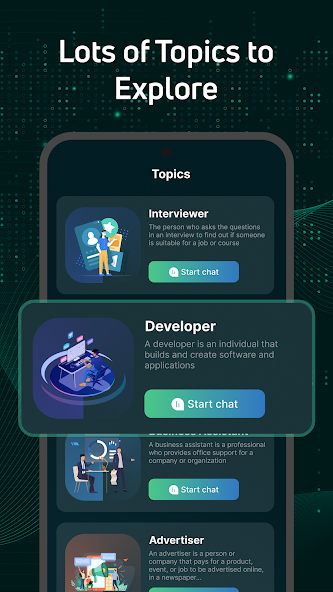 Lots of Topics to
Explore
Topics
Interviewer
The person who asks the questions
in an interview to find out if someone
is suitable for a job or course
Start chat
Developer
A developer is an individual that
builds and create software and
applications
Start chat
Business Assistant
A business assistant is a professional
who provides office support for a
company or organization
Start chat
Advertiser
An advertiser is a person or
company that pays for a product,
event, or job to be advertised online,
in a newspaper...
Start chat